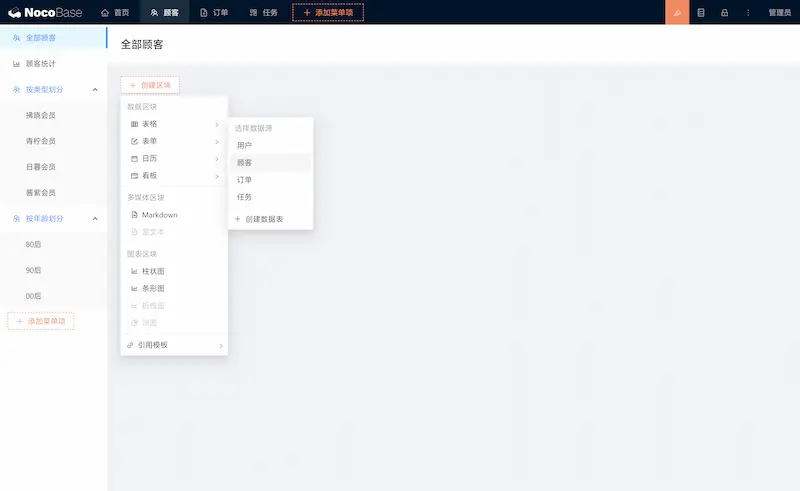 NocoBase
首页
顾客
订单
任务
+ 添加菜单项
管理员
全部顾客
顾客统计
按类型划分
拂晓会员
青柠会员
日暮会员
酱紫会员
按年龄划分
80后
90后
00后
+ 添加菜单项
全部顾客
+ 创建区块
数据区块
表格
表单
日历
看板
多媒体区块
Markdown
富文本
图表区块
柱状图
条形图
折线图
饼图
引用模板
选择数据源
用户
顾客
订单
任务
+ 创建数据表